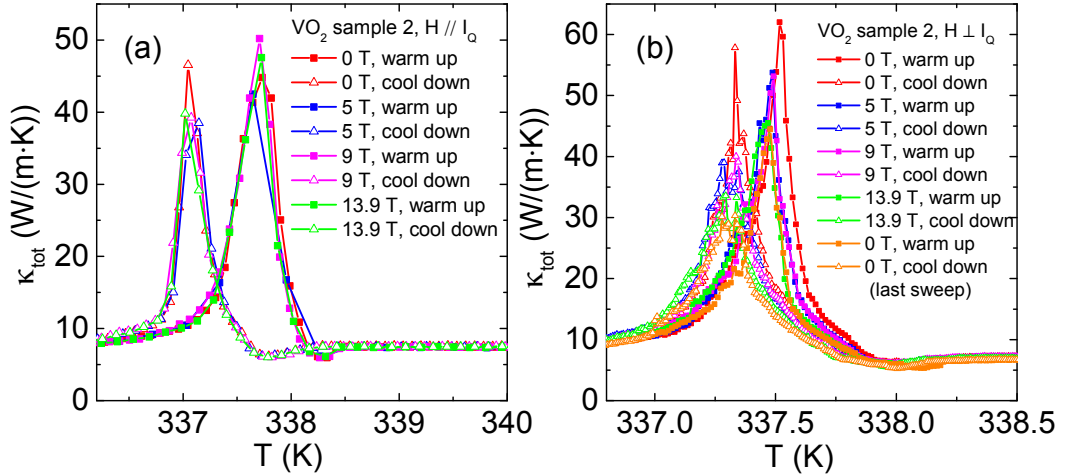 (a)
VO2 sample 2, H // IQ
0 T, warm up
0 T, cool down
5 T, warm up
5 T, cool down
9 T, warm up
9 T, cool down
13.9 T, warm up
13.9 T, cool down
κtot (W/(m·K))
50
40
30
20
10
0
337 338 339 340
T (K)
(b)
VO2 sample 2, H ⊥ IQ
0 T, warm up
0 T, cool down
5 T, warm up
5 T, cool down
9 T, warm up
9 T, cool down
13.9 T, warm up
13.9 T, cool down
0 T, warm up
0 T, cool down
(last sweep)
κtot (W/(m·K))
60
50
40
30
20
10
0
337.0 337.5 338.0 338.5
T (K)